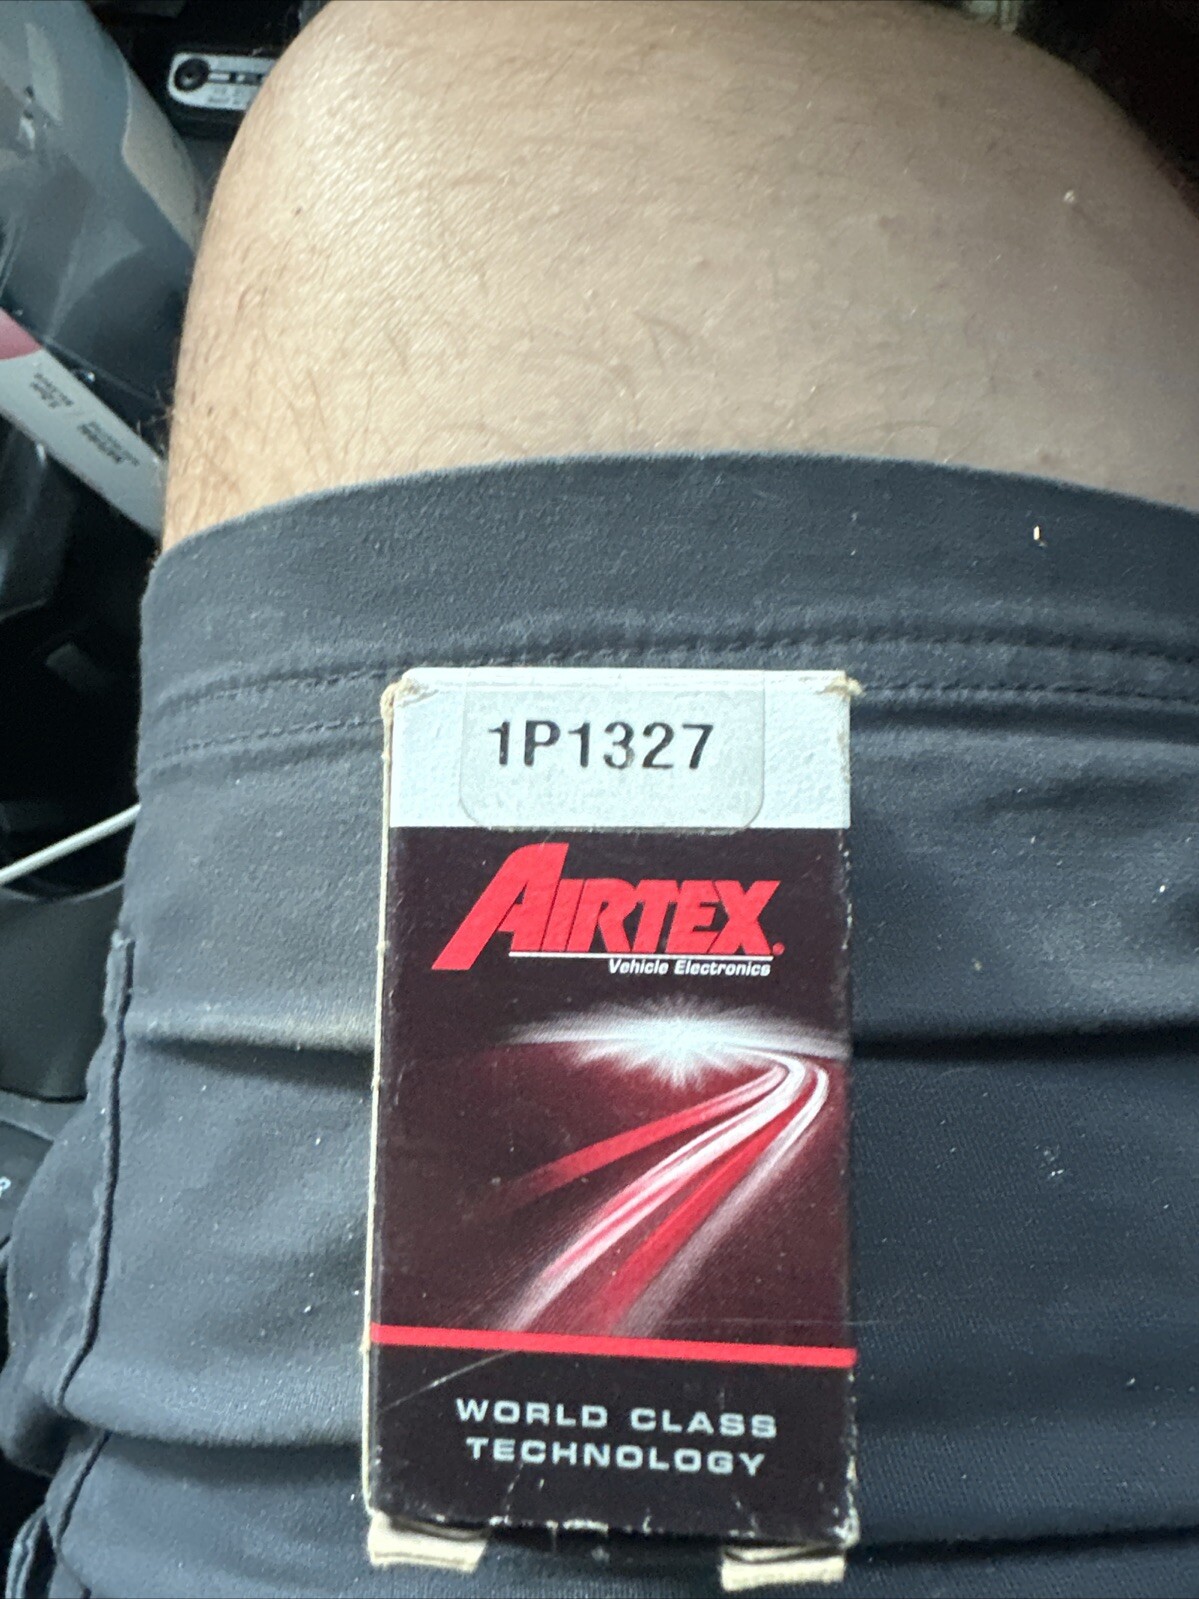 1P1327
AIRTEX®
Vehicle Electronics
WORLD CLASS
TECHNOLOGY